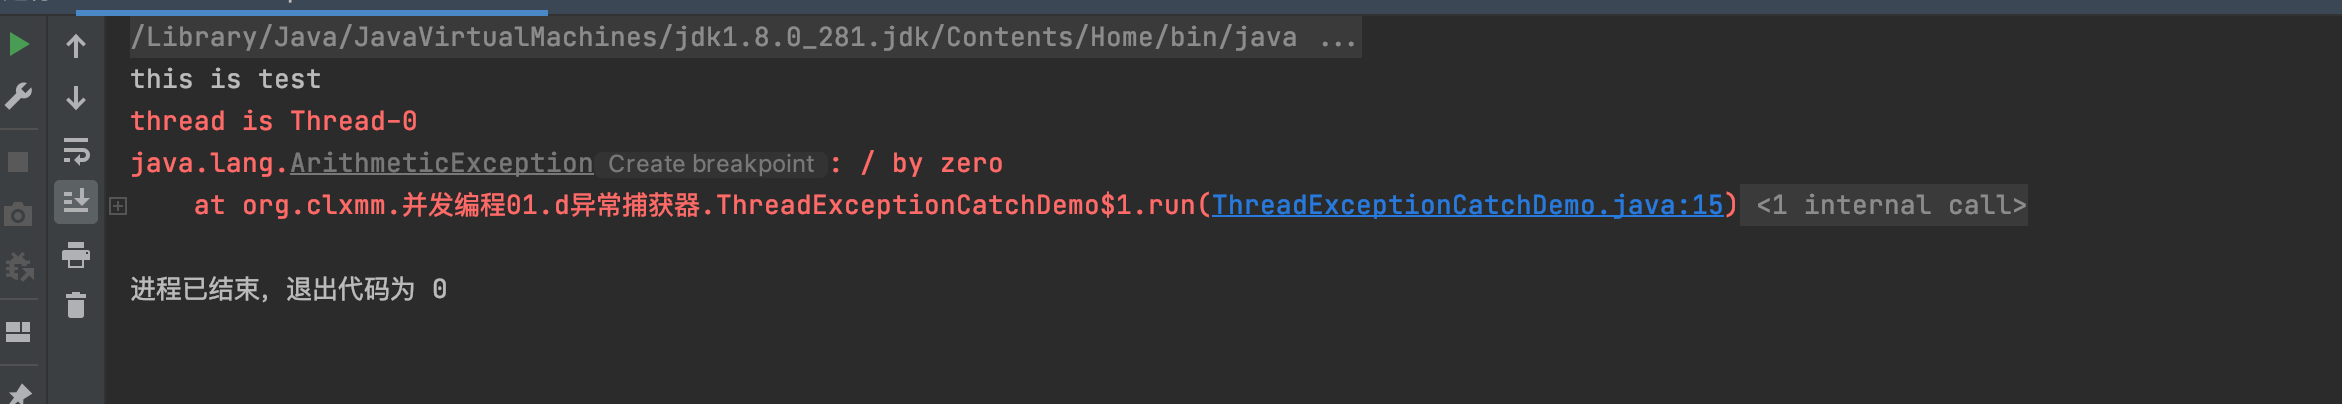 /Library/Java/JavaVirtualMachines/jdk1.8.0_281.jdk/Contents/Home/bin/java ...
this is test
thread is Thread-0
java.lang.ArithmeticException Create breakpoint : / by zero
at org.clxmm.并发编程01.d异常捕获器.ThreadExceptionCatchDemo$1.run(ThreadExceptionCatchDemo.java:15) <1 internal call>
进程已结束，退出代码为 0